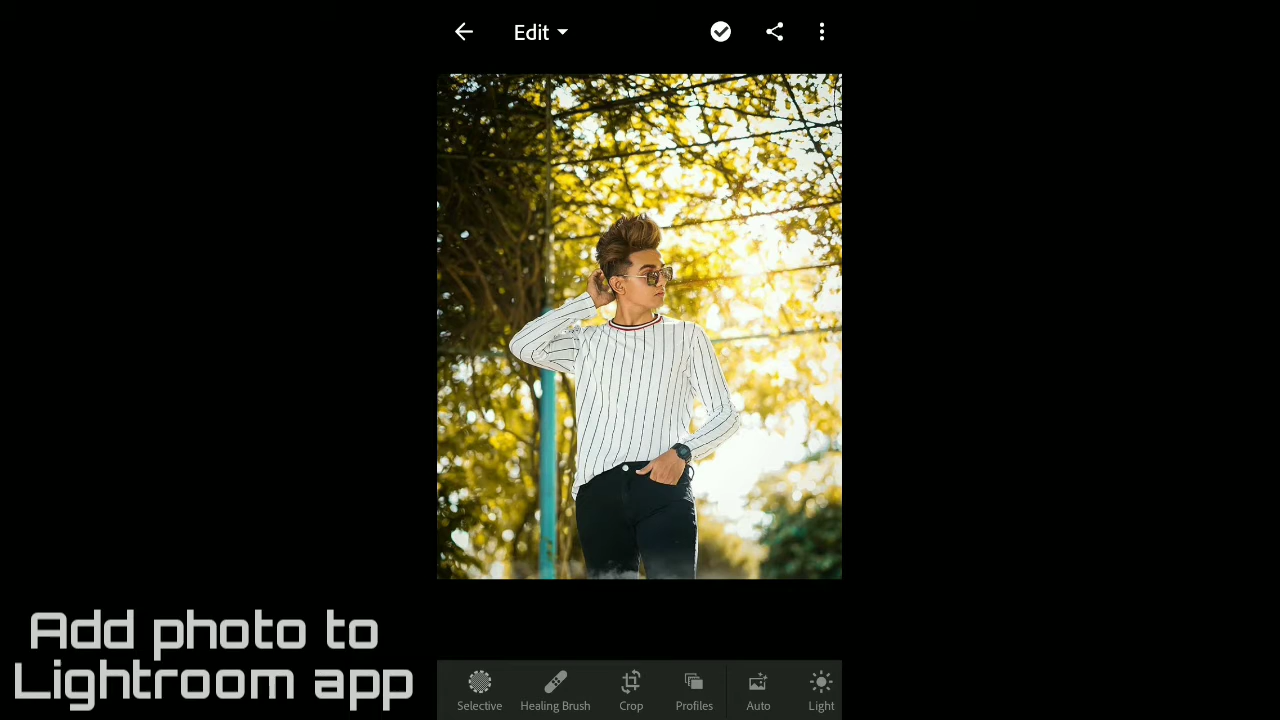 Edit
Add photo to
Lightroom app
Selective
Healing Brush
Crop
Profiles
Auto
Light